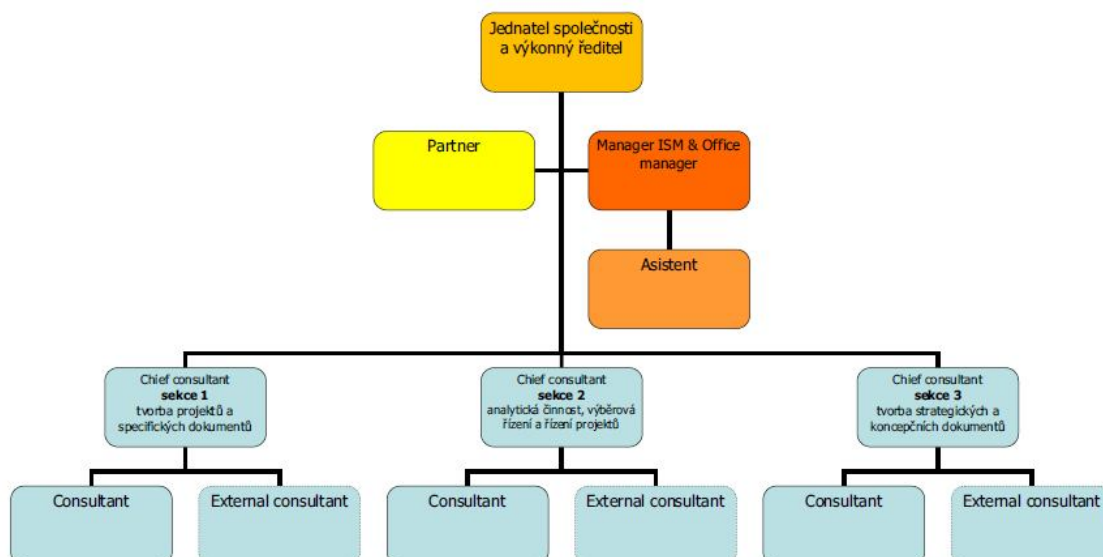 Jednatel společnosti
a výkonný ředitel
Partner
Manager ISM & Office
manager
Asistent
Chief consultant
sekce 1
tvorba projektů a
specifických dokumentů
Chief consultant
sekce 2
analytická činnost, výběrová
řízení a řízení projektů
Chief consultant
sekce 3
tvorba strategických a
koncepčních dokumentů
Consultant
External consultant
Consultant
External consultant
Consultant
External consultant